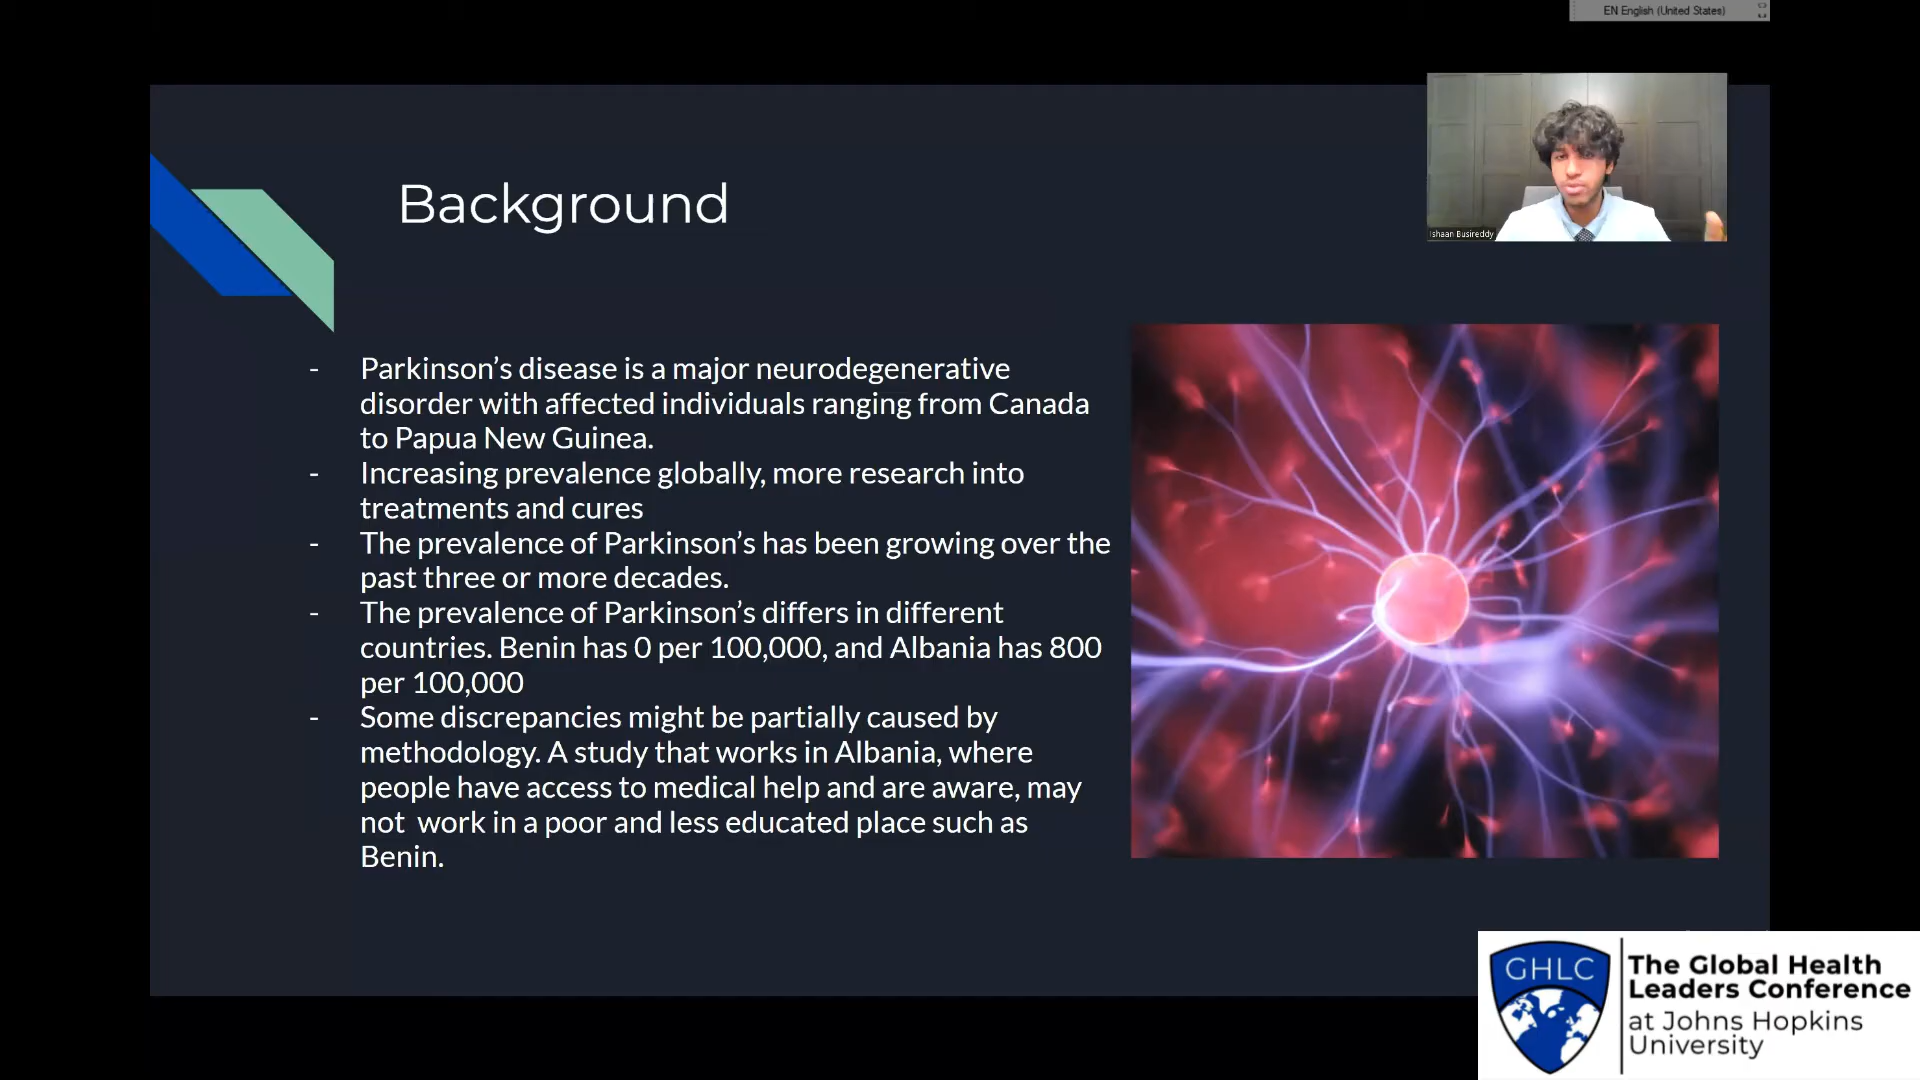 EN English (United States)
Background
Ishaan Busireddy
- Parkinson’s disease is a major neurodegenerative
disorder with affected individuals ranging from Canada
to Papua New Guinea.
- Increasing prevalence globally, more research into
treatments and cures
- The prevalence of Parkinson’s has been growing over the
past three or more decades.
- The prevalence of Parkinson’s differs in different
countries. Benin has 0 per 100,000, and Albania has 800
per 100,000
- Some discrepancies might be partially caused by
methodology. A study that works in Albania, where
people have access to medical help and are aware, may
not  work in a poor and less educated place such as
Benin.
GHLC
The Global Health
Leaders Conference
at Johns Hopkins
University